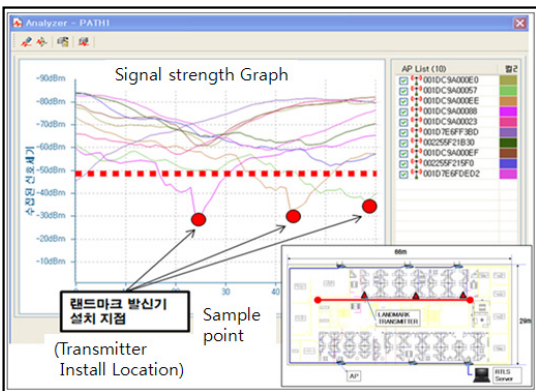 Analyzer - PATH1
Signal strength Graph
-90dBm
-80dBm
-70dBm
-60dBm
-50dBm
-40dBm
-30dBm
-20dBm
-10dBm
수집된 신호세기
AP List (10)
001DC9A000E0
001DC9A00057
001DC9A000EE
001DC9A00088
001DC9A00023
001D7E6FF3BD
002255F21B30
001DC9A000EF
002255F215F0
001D7E6FDED2
랜드마크 발신기
설치 지점
(Transmitter
Install Location)
Sample
point
30
40
66m
20m
LANDMARK
TRANSMITTER
AP
RTLS
Server